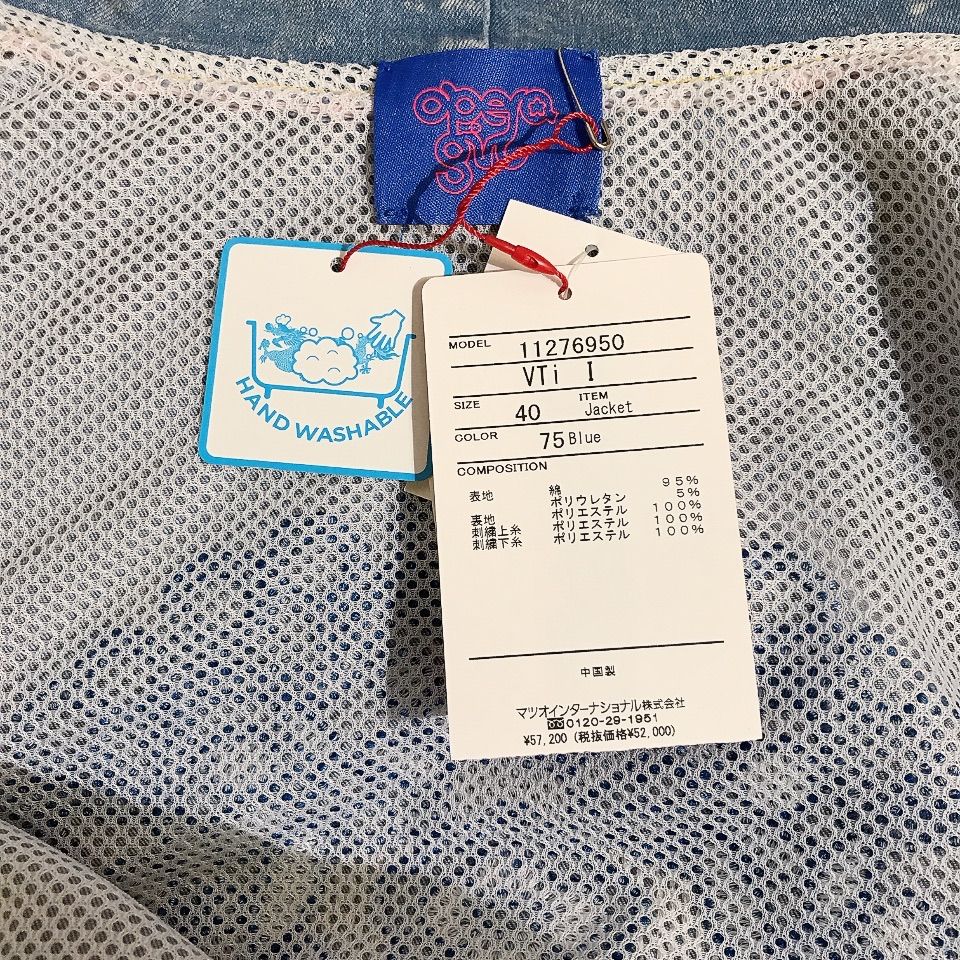 HAND WASHABLE
MODEL 11276950
VTi I
SIZE 40 ITEM Jacket
COLOR 75 Blue
COMPOSITION
表地 綿 95%
ポリウレタン 5%
裏地 ポリエステル 100%
刺繍上糸 ポリエステル 100%
刺繍下糸 ポリエステル 100%
中国製
マツオインターナショナル株式会社
0120-29-1951
¥57,200 (税抜価格¥52,000)